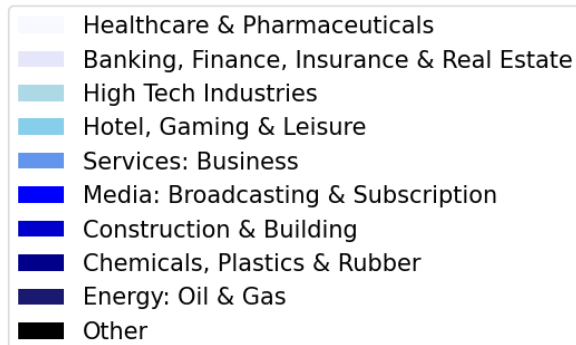 Healthcare & Pharmaceuticals
Banking, Finance, Insurance & Real Estate
High Tech Industries
Hotel, Gaming & Leisure
Services: Business
Media: Broadcasting & Subscription
Construction & Building
Chemicals, Plastics & Rubber
Energy: Oil & Gas
Other